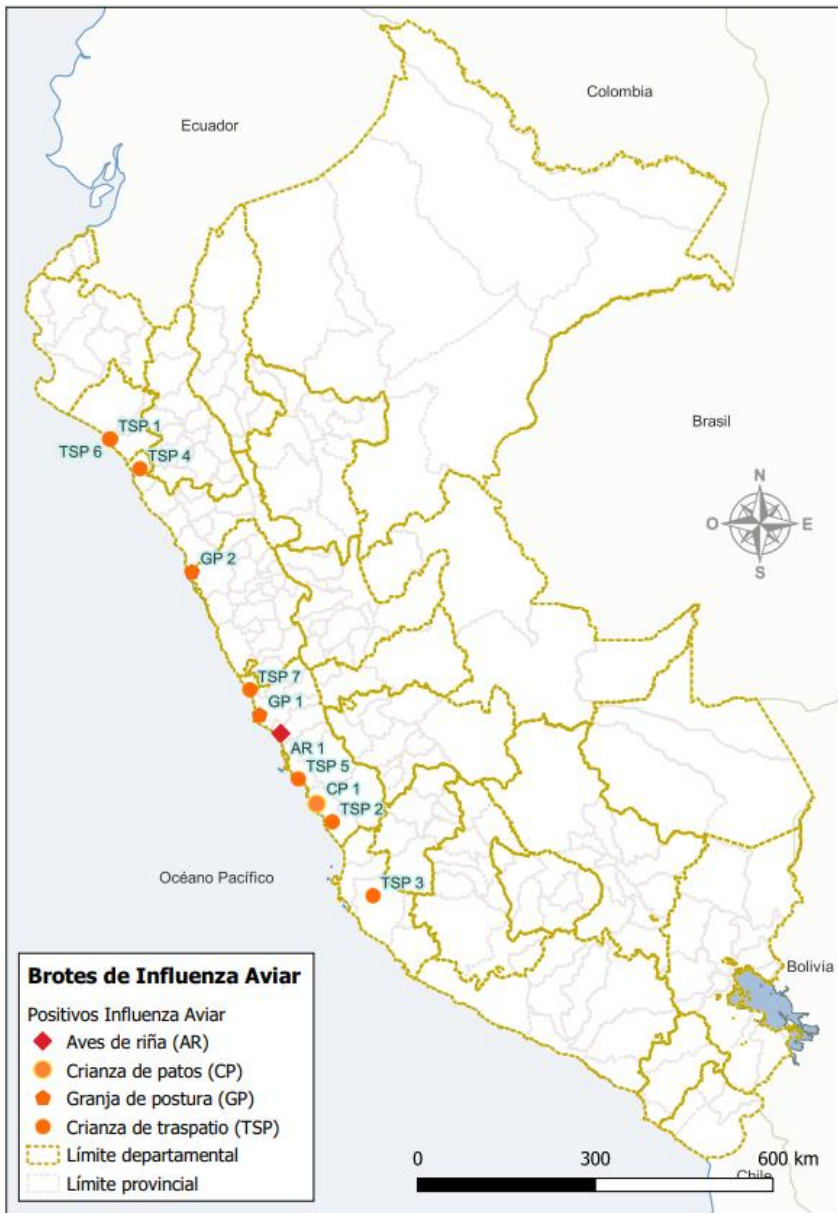 Colombia
Ecuador
Brasil
TSP 1
TSP 6
TSP 4
N
O
E
S
GP 2
TSP 7
GP 1
AR 1
TSP 5
CP 1
TSP 2
Océano Pacífico
TSP 3
Bolivia
Brotes de Influenza Aviar
Positivos Influenza Aviar
Aves de riña (AR)
Crianza de patos (CP)
Granja de postura (GP)
Crianza de traspatio (TSP)
Límite departamental
Límite provincial
0
300
600 km
Chile